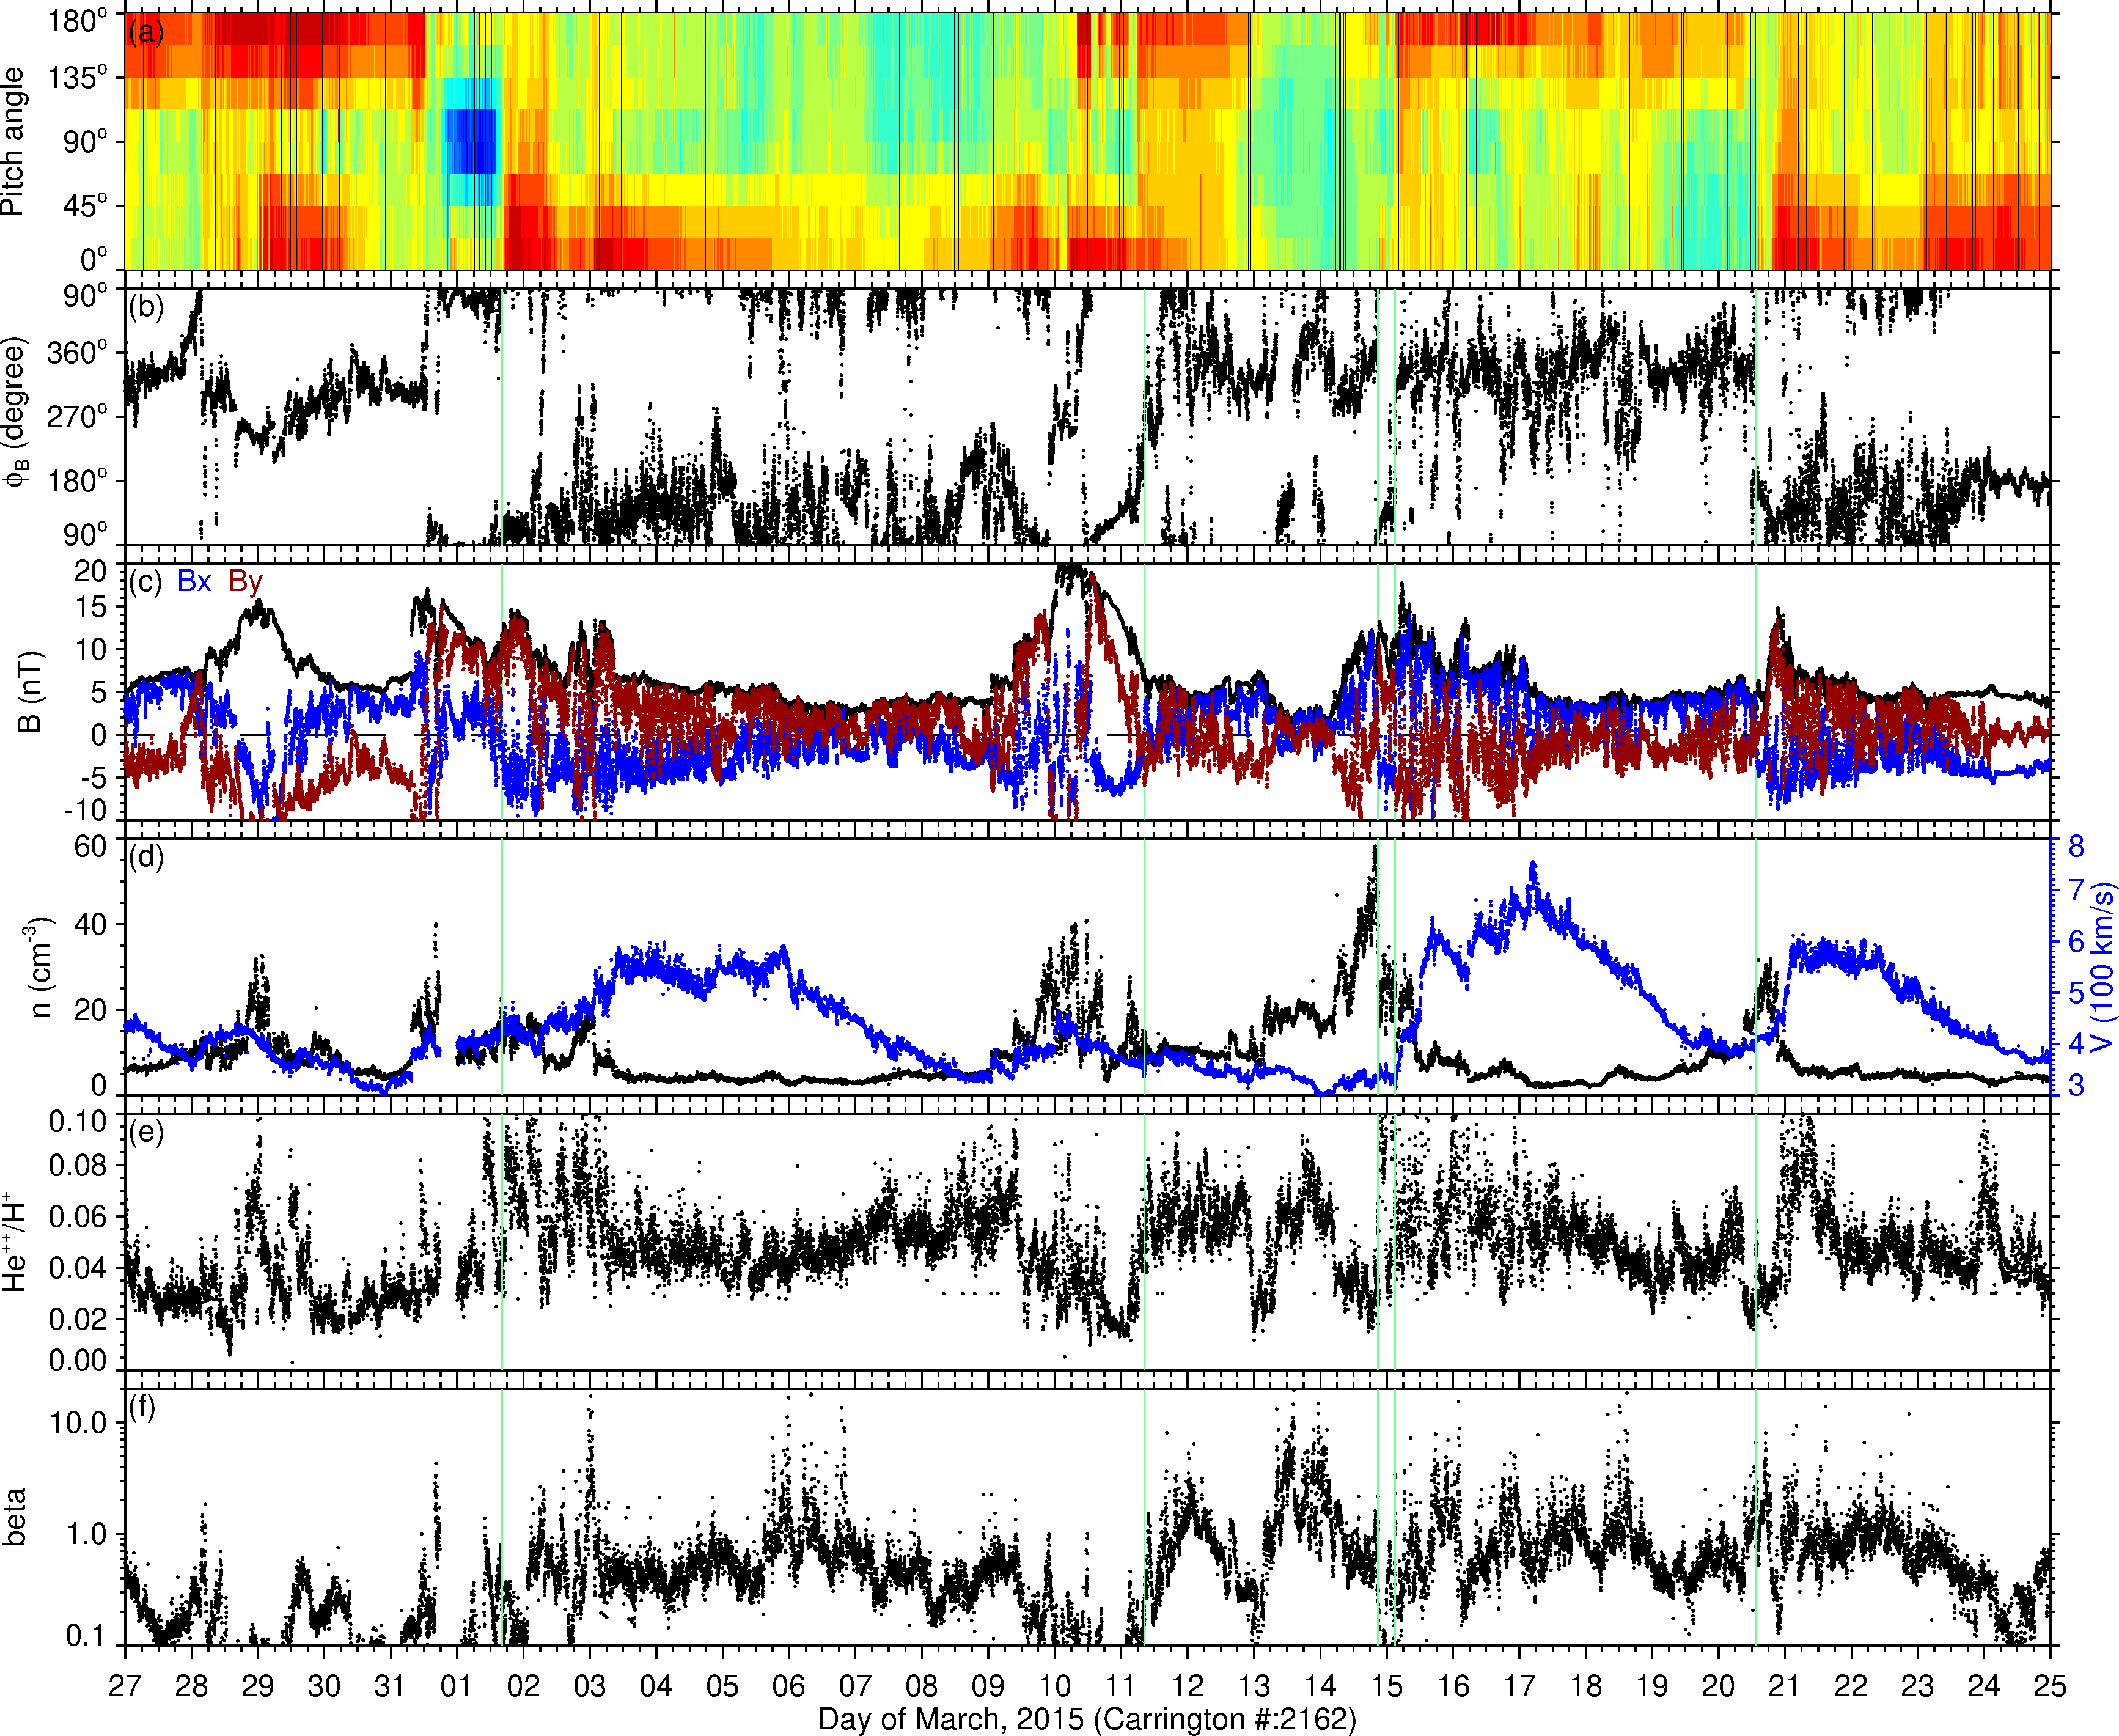 (a)
180°
135°
90°
45°
0°
Pitch angle
(b)
90°
360°
270°
180°
90°
ϕB (degree)
(c) Bx By
20
15
10
5
0
-5
-10
B (nT)
(d)
60
40
20
0
n (cm-3)
8
7
6
5
4
3
V (100 km/s)
(e)
0.10
0.08
0.06
0.04
0.02
0.00
He++/H+
(f)
10.0
1.0
0.1
beta
27 28 29 30 31 01 02 03 04 05 06 07 08 09 10 11 12 13 14 15 16 17 18 19 20 21 22 23 24 25
Day of March, 2015 (Carrington #:2162)